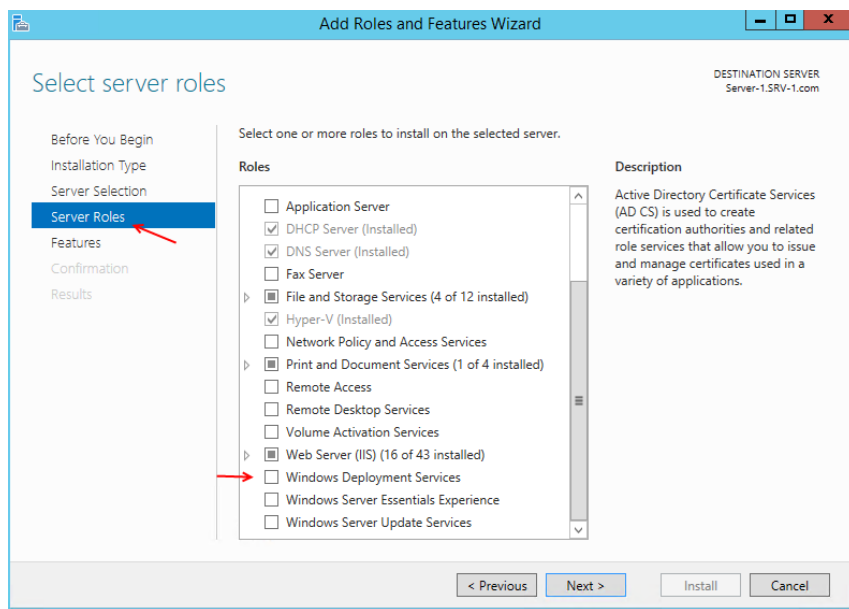 Add Roles and Features Wizard
Select server roles
DESTINATION SERVER
Server-1.SRV-1.com
Before You Begin
Installation Type
Server Selection
Server Roles
Features
Confirmation
Results
Select one or more roles to install on the selected server.
Roles
Application Server
DHCP Server (Installed)
DNS Server (Installed)
Fax Server
File and Storage Services (4 of 12 installed)
Hyper-V (Installed)
Network Policy and Access Services
Print and Document Services (1 of 4 installed)
Remote Access
Remote Desktop Services
Volume Activation Services
Web Server (IIS) (16 of 43 installed)
Windows Deployment Services
Windows Server Essentials Experience
Windows Server Update Services
Description
Active Directory Certificate Services
(AD CS) is used to create
certification authorities and related
role services that allow you to issue
and manage certificates used in a
variety of applications.
< Previous
Next >
Install
Cancel